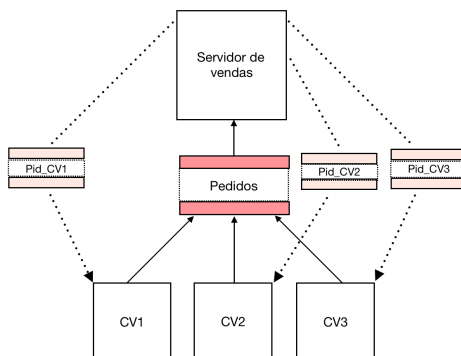 Servidor de
vendas
Pid_CV1
Pedidos
Pid_CV2
Pid_CV3
CV1
CV2
CV3